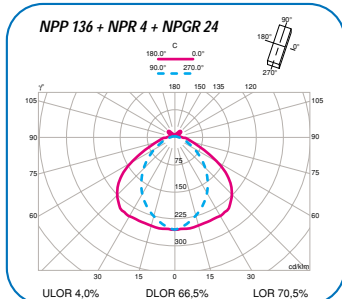 NPP 136 + NPR 4 + NPGR 24
90°
180°
0°
270°
C
180.0° 0.0°
90.0° 270.0°
γ° 180 150 135 120
105 105
90 90
75 75 75
150
60 60
225
300
cd/klm
30 15 0 15 30
ULOR 4,0% DLOR 66,5% LOR 70,5%